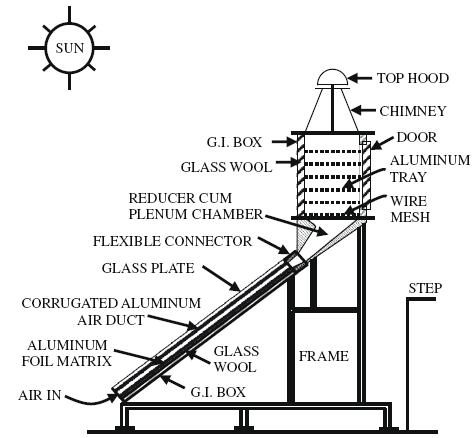 SUN
TOP HOOD
CHIMNEY
DOOR
G.I. BOX
ALUMINUM
TRAY
GLASS WOOL
WIRE
MESH
REDUCER CUM
PLENUM CHAMBER
FLEXIBLE CONNECTOR
GLASS PLATE
STEP
CORRUGATED ALUMINUM
AIR DUCT
ALUMINUM
FOIL MATRIX
GLASS
WOOL
FRAME
G.I. BOX
AIR IN